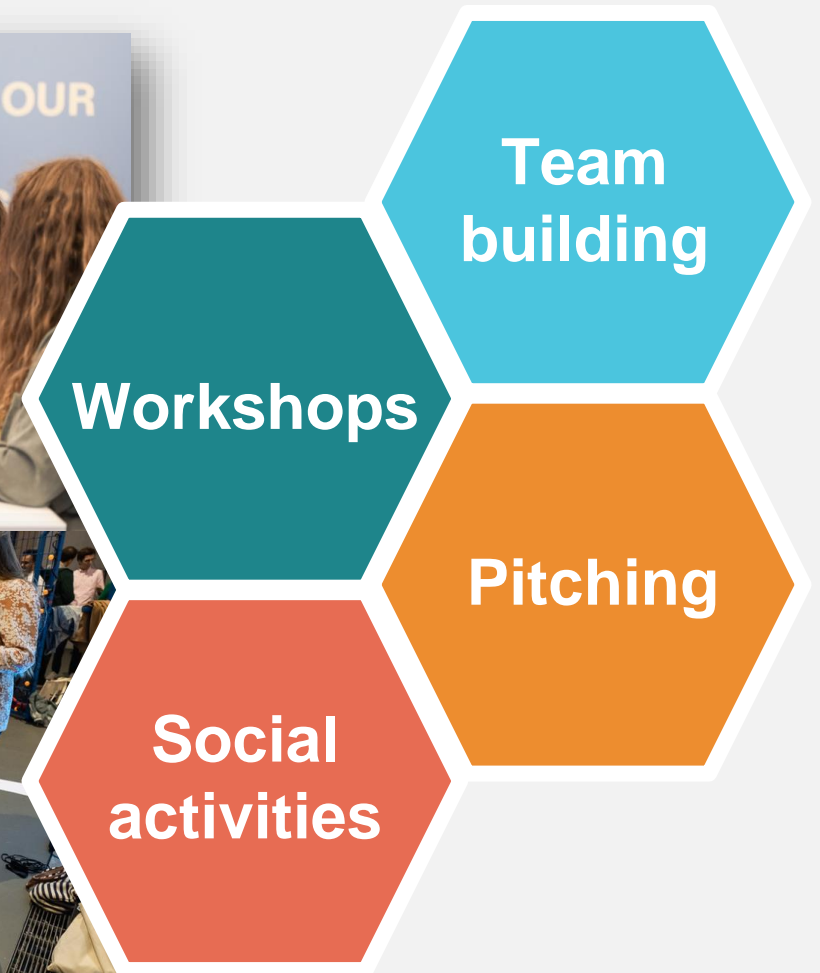 OUR
Team
building
Workshops
Pitching
Social
activities